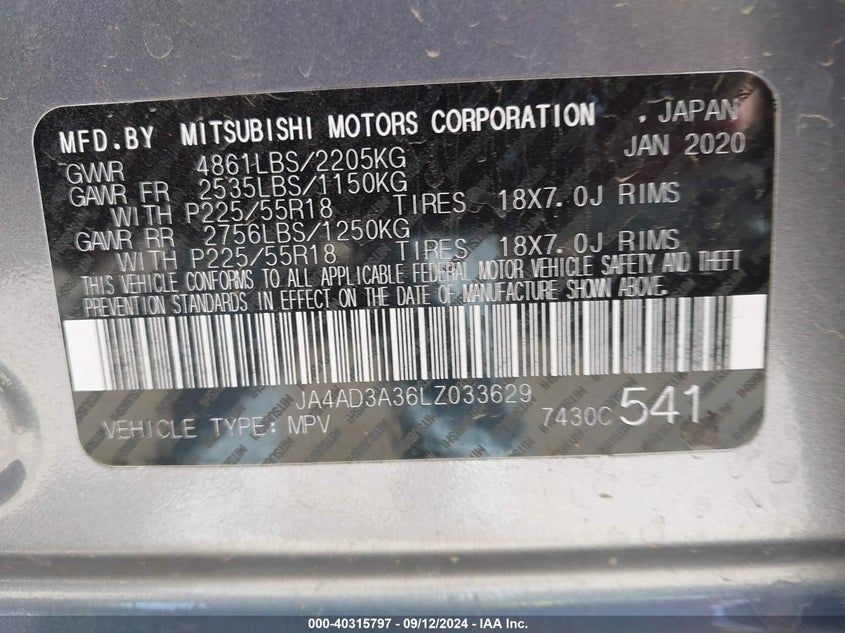 MFD.BY MITSUBISHI MOTORS CORPORATION . JAPAN
GVWR 4861LBS/2205KG JAN 2020
GAWR FR 2535LBS/1150KG
WITH P225/55R18 TIRES 18X7.0J RIMS
GAWR RR 2756LBS/1250KG
WITH P225/55R18 TIRES 18X7.0J RIMS
THIS VEHICLE CONFORMS TO ALL APPLICABLE FEDERAL MOTOR VEHICLE SAFETY AND THEFT
PREVENTION STANDARDS IN EFFECT ON THE DATE OF MANUFACTURE SHOWN ABOVE.
JA4AD3A36LZ033629
VEHICLE TYPE: MPV 7430C 541
000-40315797 - 09/12/2024 - © IAA Inc.